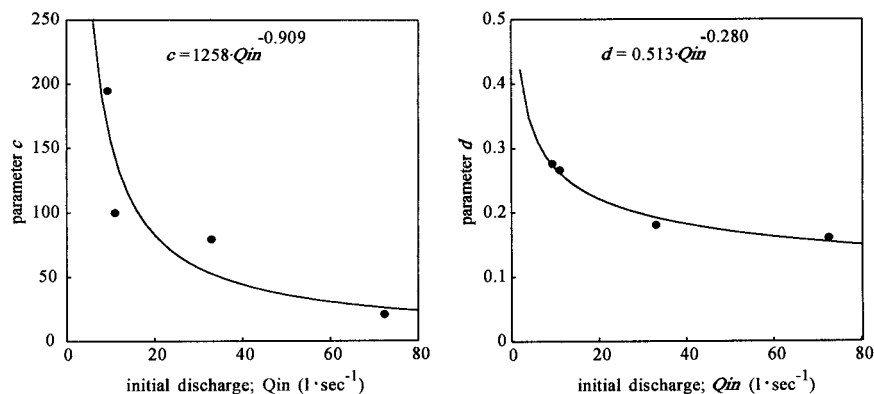 250
200
150
100
50
0
parameter c
c = 1258·Qin^-0.909
0 20 40 60 80
initial discharge; Qin (l·sec^-1)
0.5
0.4
0.3
0.2
0.1
0
parameter d
d = 0.513·Qin^-0.280
0 20 40 60 80
initial discharge; Qin (l·sec^-1)